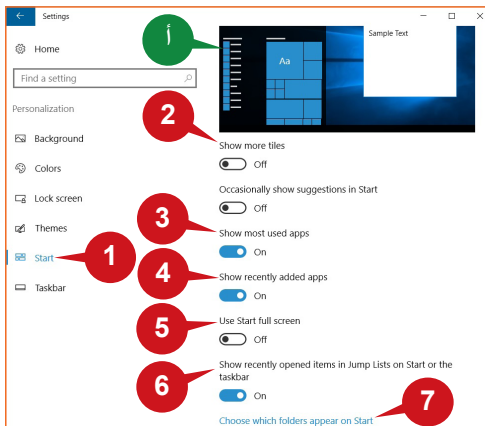 Settings
Home
Find a setting
Personalization
Background
Colors
Lock screen
Themes
Start
Taskbar
أ
Aa
Sample Text
2
Show more tiles
Off
Occasionally show suggestions in Start
Off
3
Show most used apps
On
1
4
Show recently added apps
On
5
Use Start full screen
Off
6
Show recently opened items in Jump Lists on Start or the
taskbar
On
7
Choose which folders appear on Start